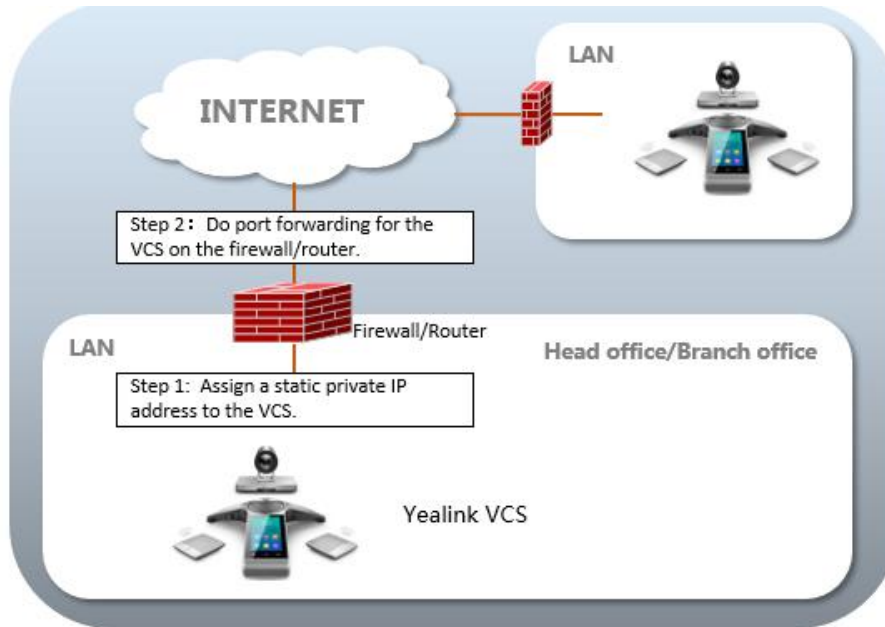 LAN
INTERNET
Step 2：Do port forwarding for the
VCS on the firewall/router.
Firewall/Router
LAN
Head office/Branch office
Step 1: Assign a static private IP
address to the VCS.
Yealink VCS